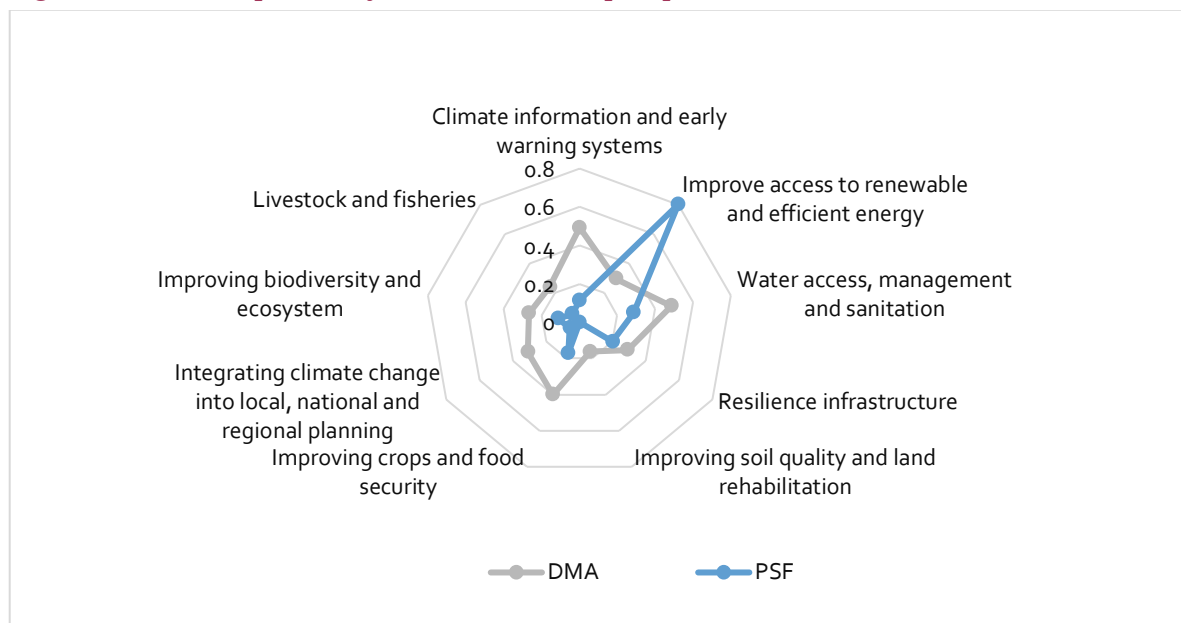 Climate information and early
warning systems
0.8
0.6
0.4
0.2
0
Improve access to renewable
and efficient energy
Water access, management
and sanitation
Resilience infrastructure
Improving soil quality and land
rehabilitation
Improving crops and food
security
Integrating climate change
into local, national and
regional planning
Improving biodiversity and
ecosystem
Livestock and fisheries
DMA
PSF